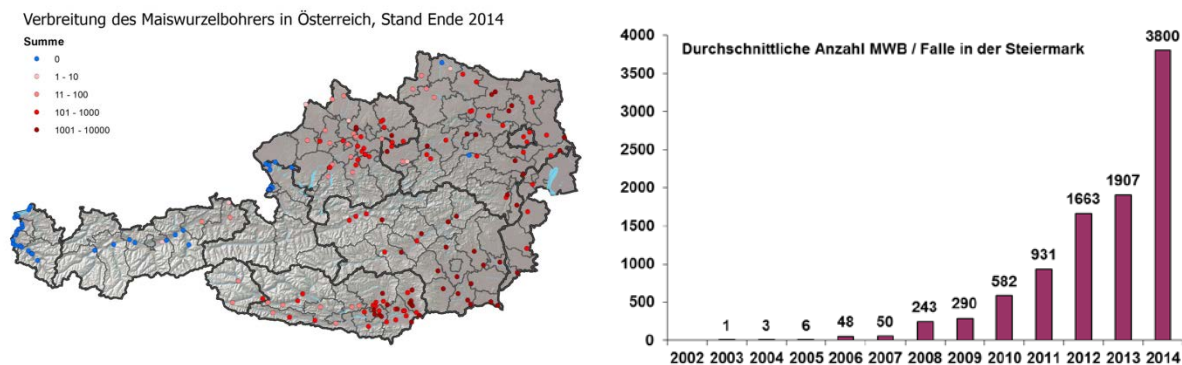 Verbreitung des Maiswurzelbohrers in Österreich, Stand Ende 2014
Summe
0
1 - 10
11 - 100
101 - 1000
1001 - 10000
Durchschnittliche Anzahl MWB / Falle in der Steiermark
4000
3500
3000
2500
2000
1500
1000
500
0
1
3
6
48
50
243
290
582
931
1663
1907
3800
2002 2003 2004 2005 2006 2007 2008 2009 2010 2011 2012 2013 2014